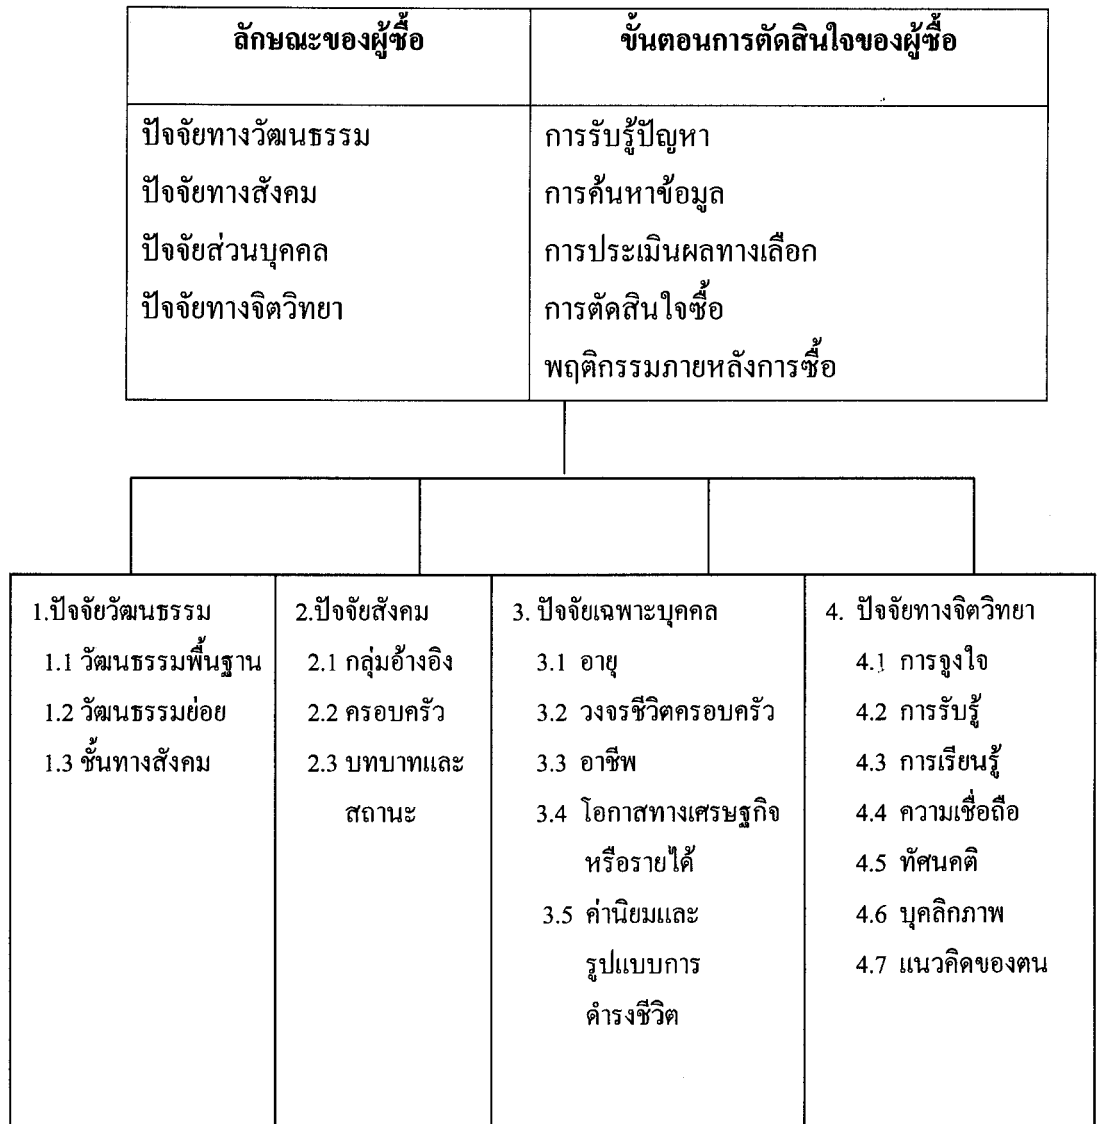 ลักษณะของผู้ซื้อ
ขั้นตอนการตัดสินใจของผู้ซื้อ
ปัจจัยทางวัฒนธรรม
ปัจจัยทางสังคม
ปัจจัยส่วนบุคคล
ปัจจัยทางจิตวิทยา
การรับรู้ปัญหา
การค้นหาข้อมูล
การประเมินผลทางเลือก
การตัดสินใจซื้อ
พฤติกรรมภายหลังการซื้อ
1.ปัจจัยวัฒนธรรม
1.1 วัฒนธรรมพื้นฐาน
1.2 วัฒนธรรมย่อย
1.3 ชั้นทางสังคม
2.ปัจจัยสังคม
2.1 กลุ่มอ้างอิง
2.2 ครอบครัว
2.3 บทบาทและ
สถานะ
3. ปัจจัยเฉพาะบุคคล
3.1 อายุ
3.2 วงจรชีวิตครอบครัว
3.3 อาชีพ
3.4 โอกาสทางเศรษฐกิจ
หรือรายได้
3.5 ค่านิยมและ
รูปแบบการ
ดำรงชีวิต
4. ปัจจัยทางจิตวิทยา
4.1 การจูงใจ
4.2 การรับรู้
4.3 การเรียนรู้
4.4 ความเชื่อถือ
4.5 ทัศนคติ
4.6 บุคลิกภาพ
4.7 แนวคิดของตน